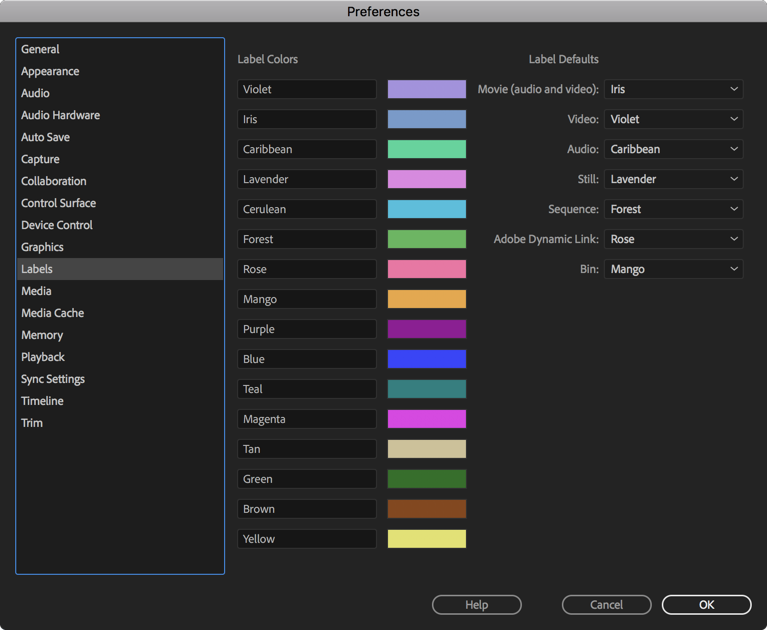 Preferences
General
Appearance
Audio
Audio Hardware
Auto Save
Capture
Collaboration
Control Surface
Device Control
Graphics
Labels
Media
Media Cache
Memory
Playback
Sync Settings
Timeline
Trim
Label Colors
Violet
Iris
Caribbean
Lavender
Cerulean
Forest
Rose
Mango
Purple
Blue
Teal
Magenta
Tan
Green
Brown
Yellow
Label Defaults
Movie (audio and video): Iris
Video: Violet
Audio: Caribbean
Still: Lavender
Sequence: Forest
Adobe Dynamic Link: Rose
Bin: Mango
Help Cancel OK